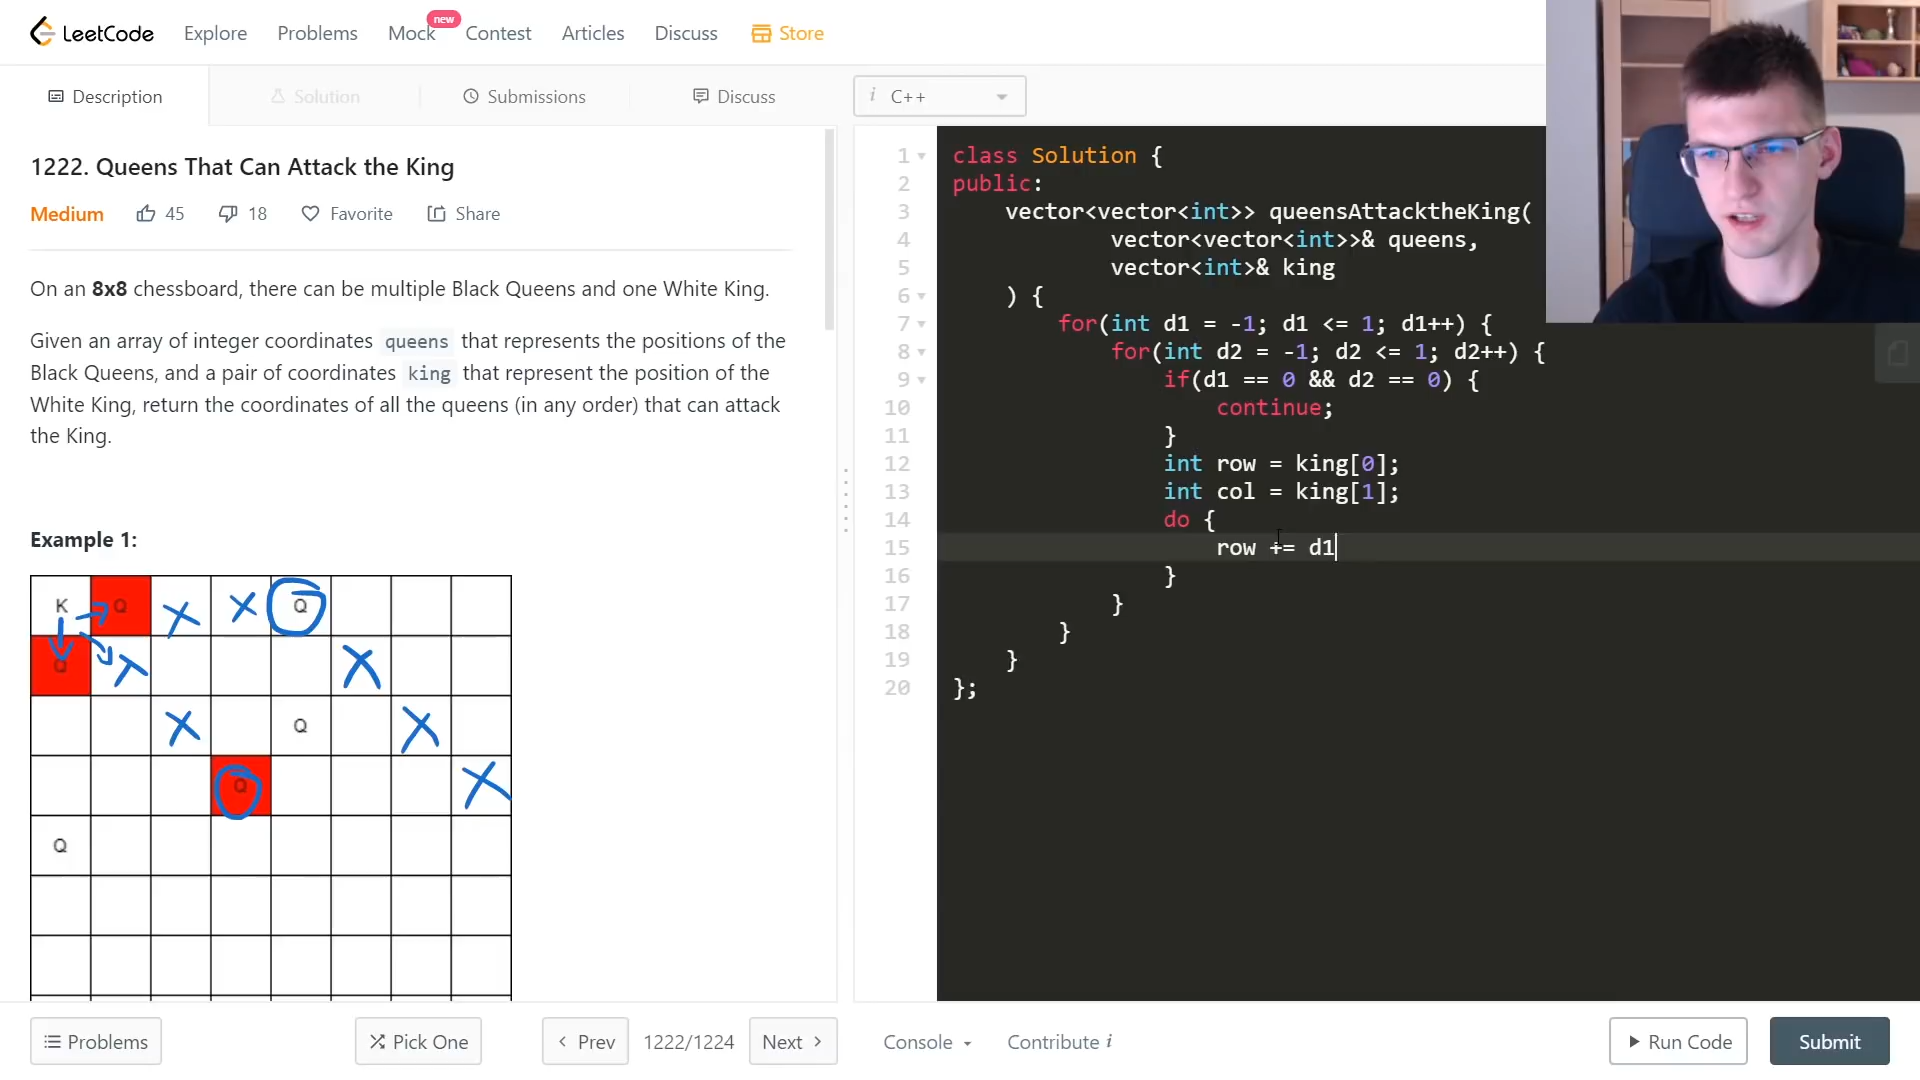 LeetCode
Explore
Problems
Mock
new
Contest
Articles
Discuss
Store
Description
Solution
Submissions
Discuss
i C++
1222. Queens That Can Attack the King
Medium
45
18
Favorite
Share
On an 8x8 chessboard, there can be multiple Black Queens and one White King.
Given an array of integer coordinates queens that represents the positions of the
Black Queens, and a pair of coordinates king that represent the position of the
White King, return the coordinates of all the queens (in any order) that can attack
the King.
Example 1:
K Q X X Q
Q X X
X Q X
Q X
Q
1 class Solution {
2 public:
3 vector<vector<int>> queensAttacktheKing(
4 vector<vector<int>>& queens,
5 vector<int>& king
6 ) {
7 for(int d1 = -1; d1 <= 1; d1++) {
8 for(int d2 = -1; d2 <= 1; d2++) {
9 if(d1 == 0 && d2 == 0) {
10 continue;
11 }
12 int row = king[0];
13 int col = king[1];
14 do {
15 row += d1
16 }
17 }
18 }
19 }
20 };
Problems
Pick One
Prev
1222/1224
Next
Console
Contribute i
Run Code
Submit